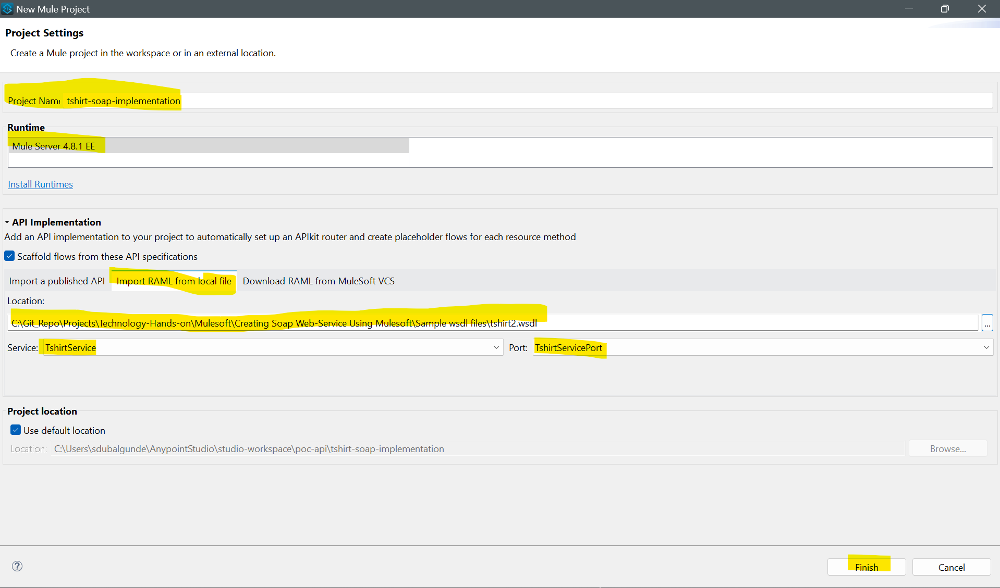 New Mule Project
Project Settings
Create a Mule project in the workspace or in an external location.
Project Name tshirt-soap-implementation
Runtime
Mule Server 4.8.1 EE
Install Runtimes
API Implementation
Add an API implementation to your project to automatically set up an APIkit router and create placeholder flows for each resource method
Scaffold flows from these API specifications
Import a published API Import RAML from local file Download RAML from MuleSoft VCS
Location:
C:\Git_Repo\Projects\Technology-Hands-on\Mulesoft\Creating Soap Web-Service Using Mulesoft\Sample wsdl files\tshirt2.wsdl ...
Service: TshirtService Port: TshirtServicePort
Project location
Use default location
Location: C:\Users\sdubalgunde\AnypointStudio\studio-workspace\poc-api\tshirt-soap-implementation Browse...
? Finish Cancel